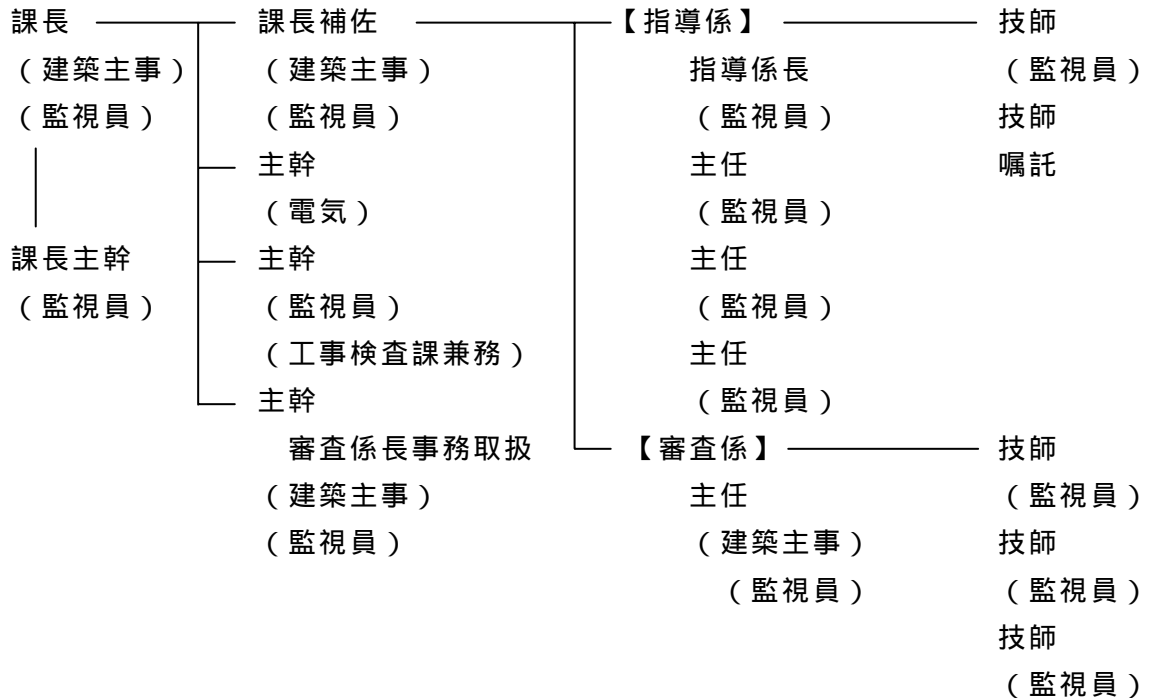 課長
（建築主事）
（監視員）
課長主幹
（監視員）
課長補佐
（建築主事）
（監視員）
主幹
（電気）
主幹
（監視員）
（工事検査課兼務）
主幹
審査係長事務取扱
（建築主事）
（監視員）
【指導係】
指導係長
（監視員）
主任
（監視員）
主任
（監視員）
主任
（監視員）
技師
（監視員）
技師
嘱託
【審査係】
主任
（建築主事）
（監視員）
技師
（監視員）
技師
（監視員）
技師
（監視員）